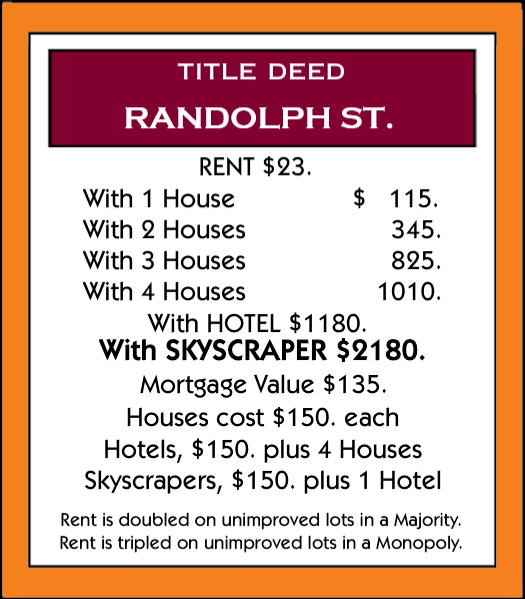 TITLE DEED
RANDOLPH ST.
RENT $23.
With 1 House $ 115.
With 2 Houses 345.
With 3 Houses 825.
With 4 Houses 1010.
With HOTEL $1180.
With SKYSCRAPER $2180.
Mortgage Value $135.
Houses cost $150. each
Hotels, $150. plus 4 Houses
Skyscrapers, $150. plus 1 Hotel
Rent is doubled on unimproved lots in a Majority.
Rent is tripled on unimproved lots in a Monopoly.